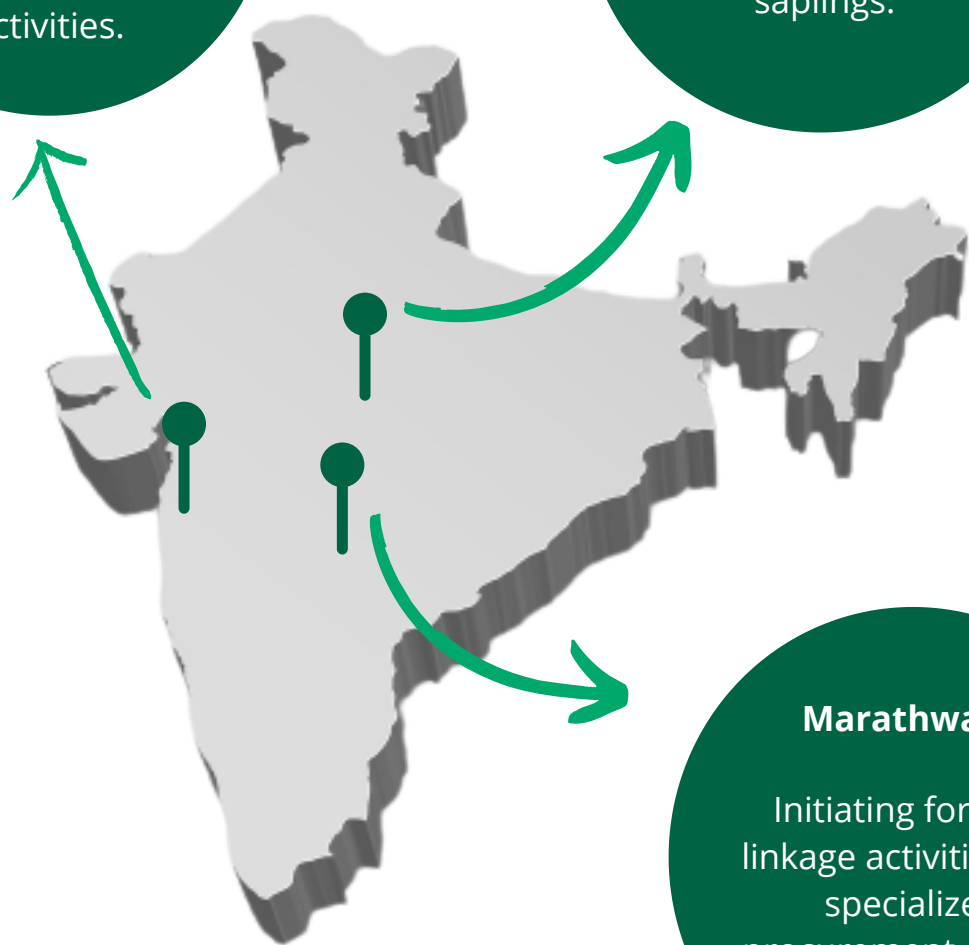 ctivities.
saplings.
Marathwa
Initiating for
linkage activiti
specialize